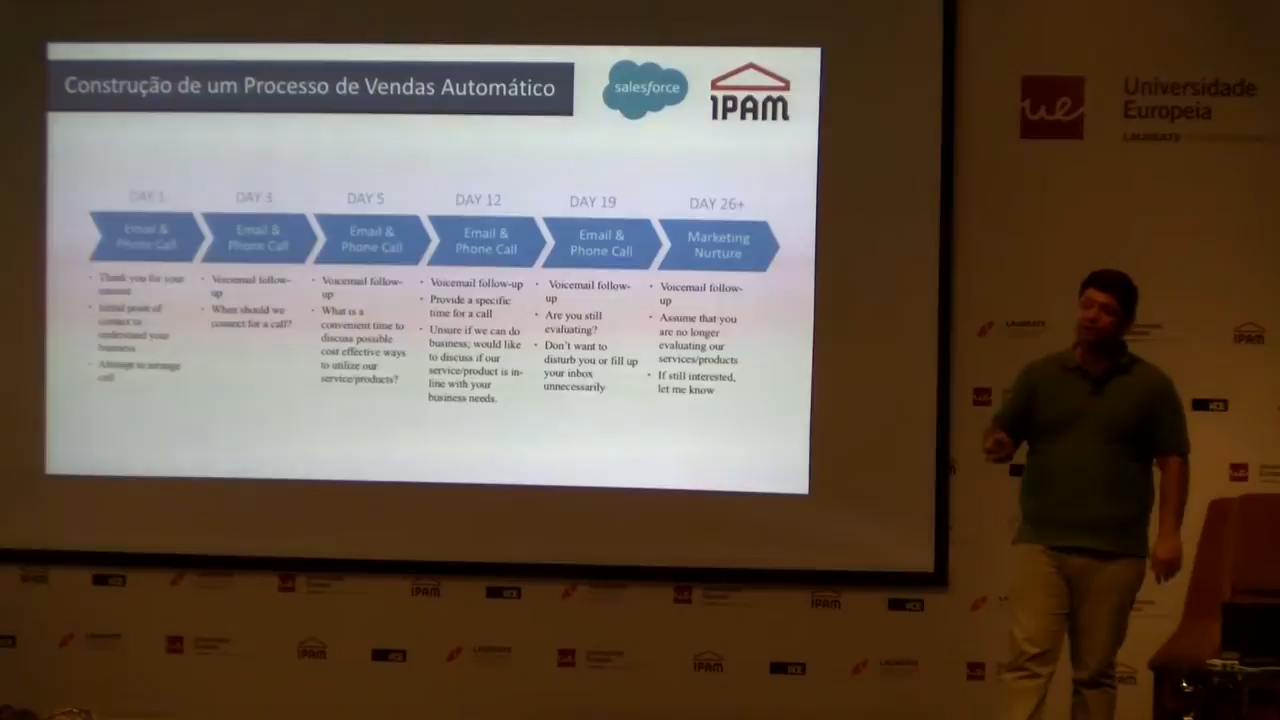 Construção de um Processo de Vendas Automático
salesforce
IPAM
Universidade
Europeia
LAUREATE
DAY 1
DAY 3
DAY 5
DAY 12
DAY 19
DAY 26+
Email &
Phone Call
Email &
Phone Call
Email &
Phone Call
Email &
Phone Call
Email &
Phone Call
Marketing
Nurture
• Thank you for your
• Initial point of
contact to
understand your
business
• to arrange
call
• Voicemail follow-
up
• When should we
connect for a call?
• Voicemail follow-
up
• What is a
convenient time to
discuss possible
cost effective ways
to utilize our
service/products?
• Voicemail follow-up
• Provide a specific
time for a call
• Unsure if we can do
business; would like
to discuss if our
service/product is in-
line with your
business needs.
• Voicemail follow-
up
• Are you still
evaluating?
• Don't want to
disturb you or fill up
your inbox
unnecessarily
• Voicemail follow-
up
• Assume that you
are no longer
evaluating our
services/products
• If still interested,
let me know
IPAM
IPAM
IPAM
IPAM
IPAM